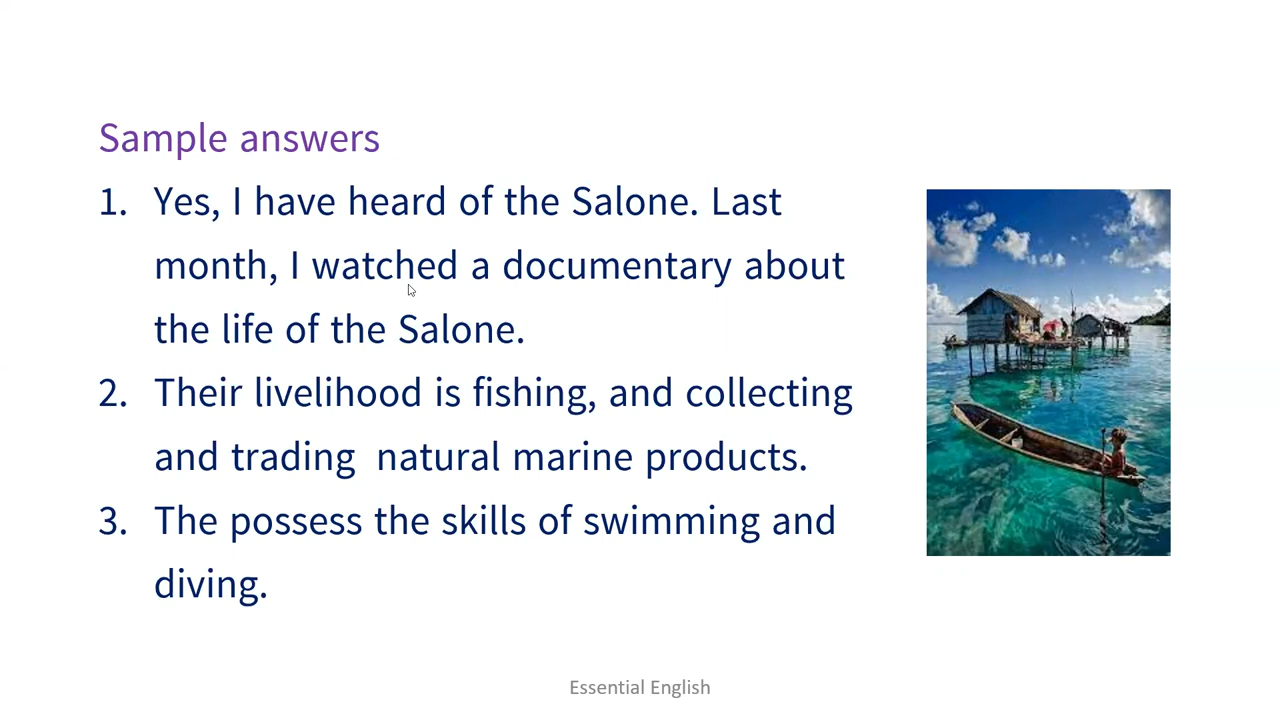 Sample answers
1. Yes, I have heard of the Salone. Last
month, I watched a documentary about
the life of the Salone.
2. Their livelihood is fishing, and collecting
and trading  natural marine products.
3. The possess the skills of swimming and
diving.
Essential English